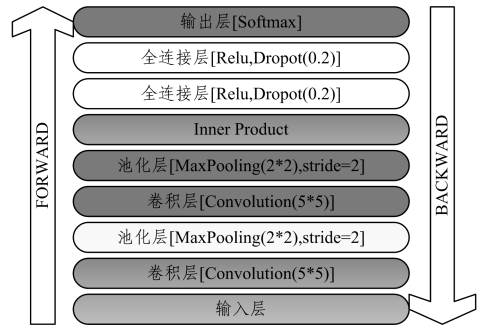 输出层[Softmax]
全连接层[Relu,Dropot(0.2)]
全连接层[Relu,Dropot(0.2)]
Inner Product
池化层[MaxPooling(2*2),stride=2]
卷积层[Convolution(5*5)]
池化层[MaxPooling(2*2),stride=2]
卷积层[Convolution(5*5)]
输入层
FORWARD
BACKWARD